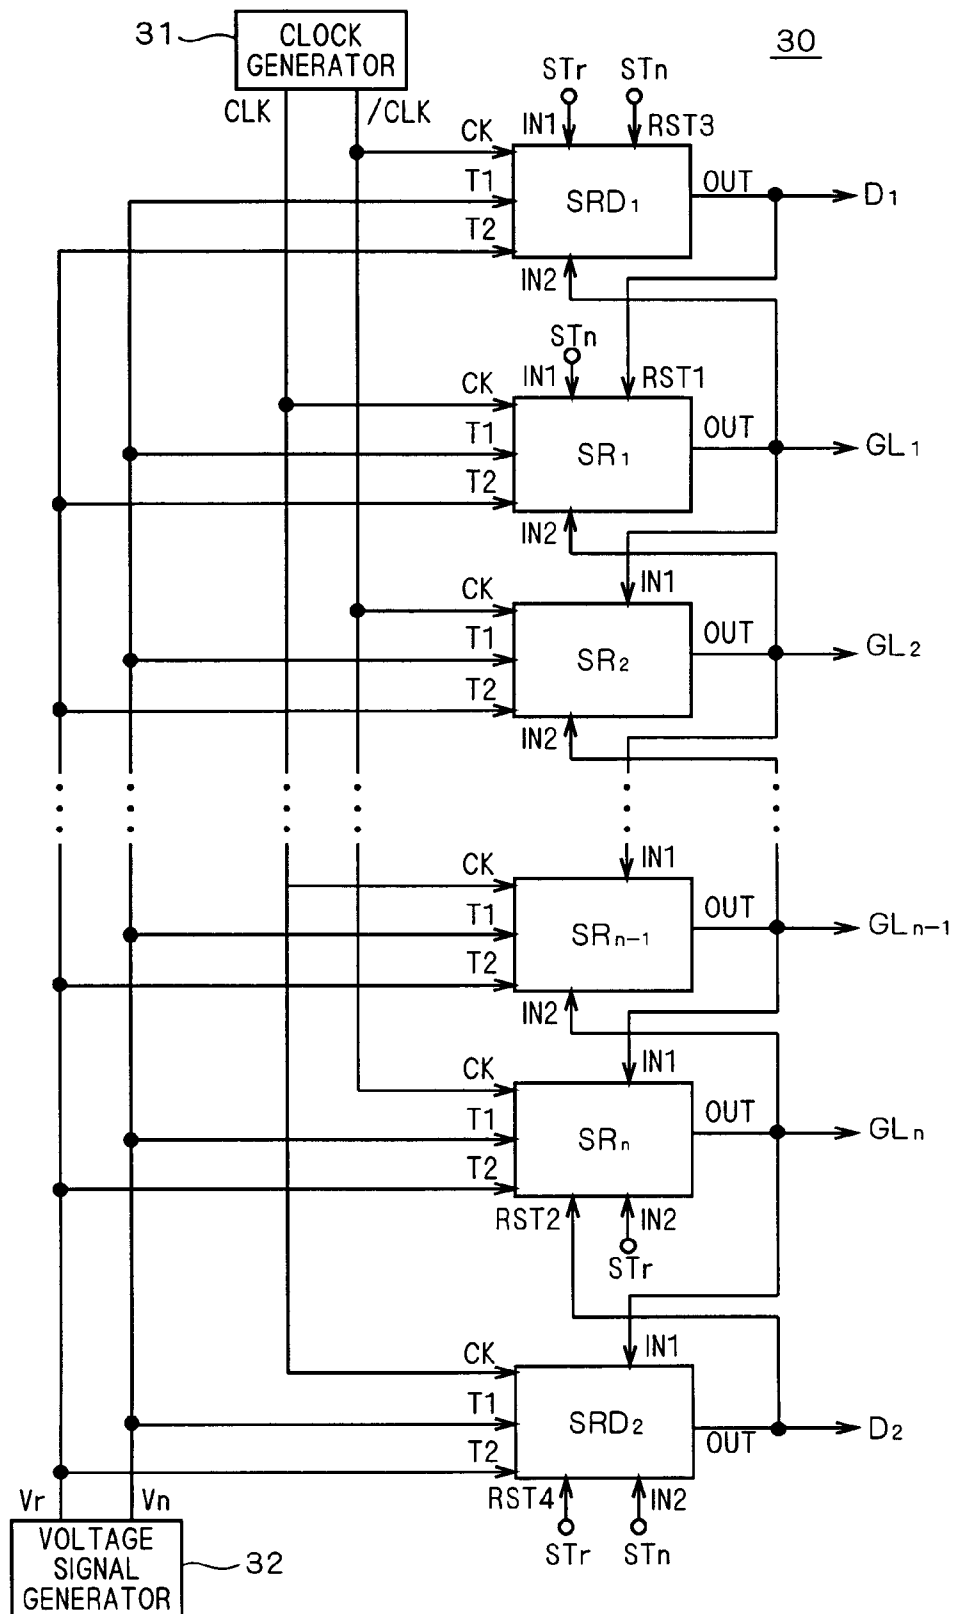 31
CLOCK
GENERATOR
30
CLK
/CLK
STr
STn
IN1
RST3
CK
T1
T2
SRD1
OUT
D1
IN2
STn
IN1
RST1
CK
T1
T2
SR1
OUT
GL1
IN2
IN1
CK
T1
T2
SR2
OUT
GL2
IN2
IN1
CK
T1
T2
SRn-1
OUT
GLn-1
IN2
IN1
CK
T1
T2
SRn
OUT
GLn
RST2
IN2
STr
IN1
CK
T1
T2
SRD2
OUT
D2
RST4
IN2
STr
STn
Vr
Vn
VOLTAGE
SIGNAL
GENERATOR
32